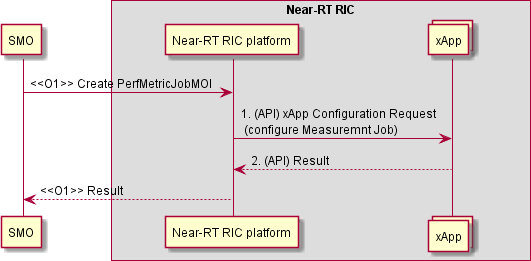 Near-RT RIC
SMO
Near-RT RIC platform
xApp
<<O1>> Create PerfMetricJobMOI
1. (API) xApp Configuration Request
(configure Measuremnt Job)
2. (API) Result
<<O1>> Result
SMO
Near-RT RIC platform
xApp